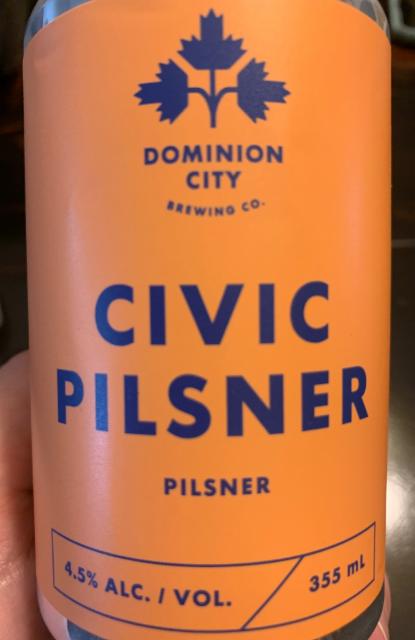 DOMINION
CITY
BREWING CO.
CIVIC
PILSNER
PILSNER
4.5% ALC. / VOL.
355 mL